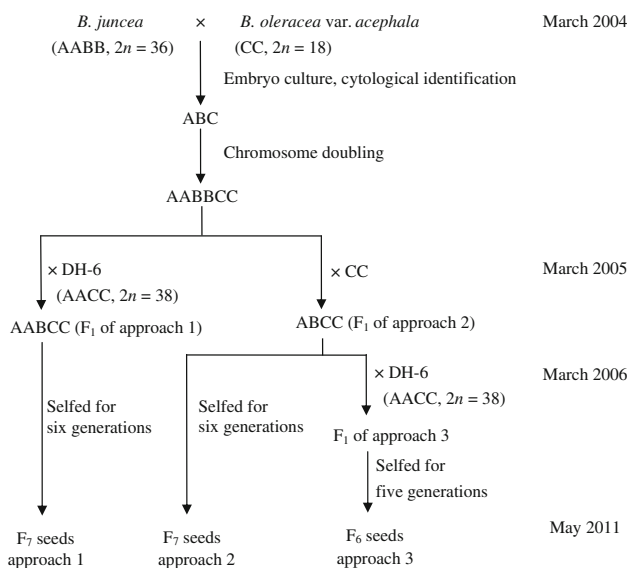 B. juncea × B. oleracea var. acephala March 2004
(AABB, 2n = 36) (CC, 2n = 18)
Embryo culture, cytological identification
ABC
Chromosome doubling
AABBCC
× DH-6 × CC March 2005
(AACC, 2n = 38)
AABCC (F₁ of approach 1) ABCC (F₁ of approach 2)
× DH-6 March 2006
(AACC, 2n = 38)
Selfed for Selfed for
six generations six generations
F₁ of approach 3
Selfed for
five generations
F₇ seeds F₇ seeds F₆ seeds May 2011
approach 1 approach 2 approach 3